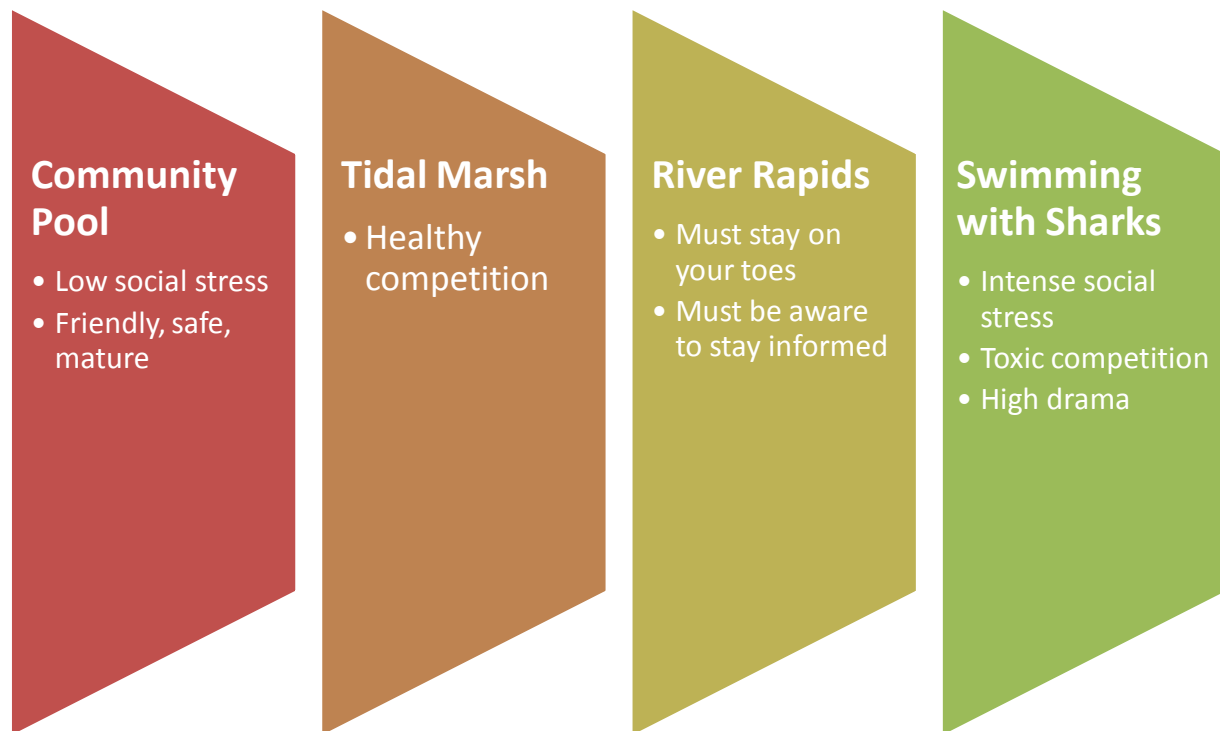 Community
Pool
• Low social stress
• Friendly, safe,
mature
Tidal Marsh
• Healthy
competition
River Rapids
• Must stay on
your toes
• Must be aware
to stay informed
Swimming
with Sharks
• Intense social
stress
• Toxic competition
• High drama